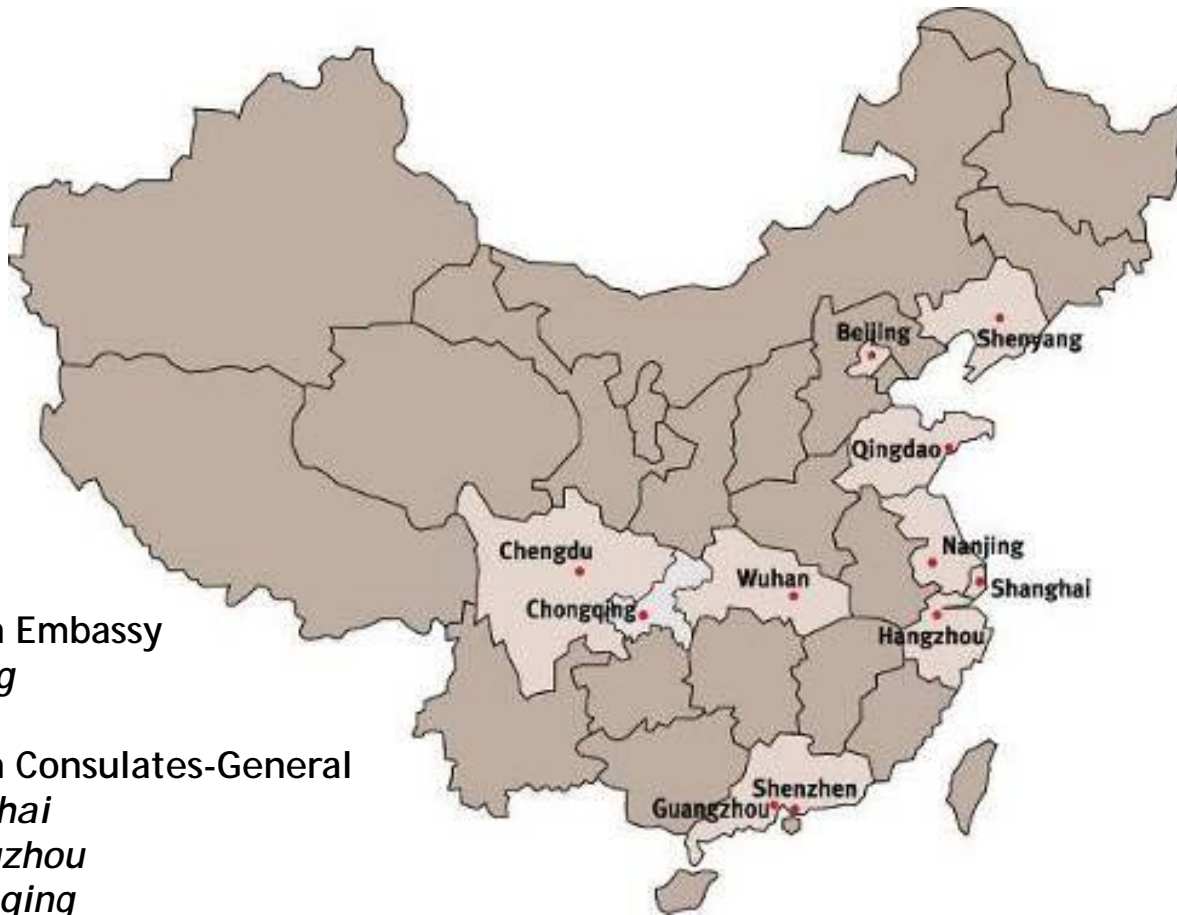 Beijing
Shenyang
Qingdao
Chengdu
Nanjing
Wuhan
Shanghai
Chongqing
Hangzhou
Embassy
Consulates-General
Shenzhen
Guangzhou